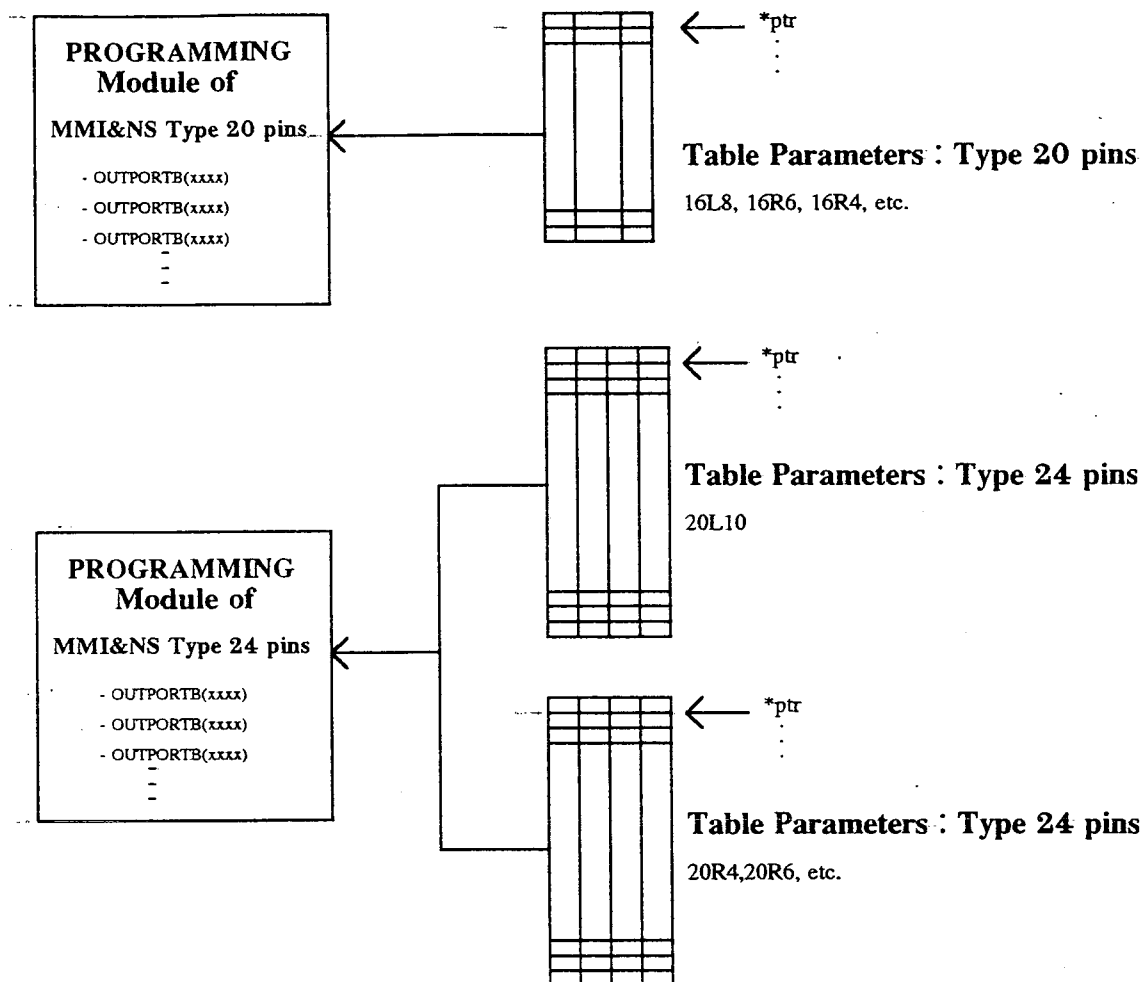 PROGRAMMING
Module of
MMI&NS Type 20 pins
- OUTPORTB(xxxx)
- OUTPORTB(xxxx)
- OUTPORTB(xxxx)
*ptr
Table Parameters : Type 20 pins
16L8, 16R6, 16R4, etc.
*ptr
Table Parameters : Type 24 pins
20L10
PROGRAMMING
Module of
MMI&NS Type 24 pins
- OUTPORTB(xxxx)
- OUTPORTB(xxxx)
- OUTPORTB(xxxx)
*ptr
Table Parameters : Type 24 pins
20R4,20R6, etc.